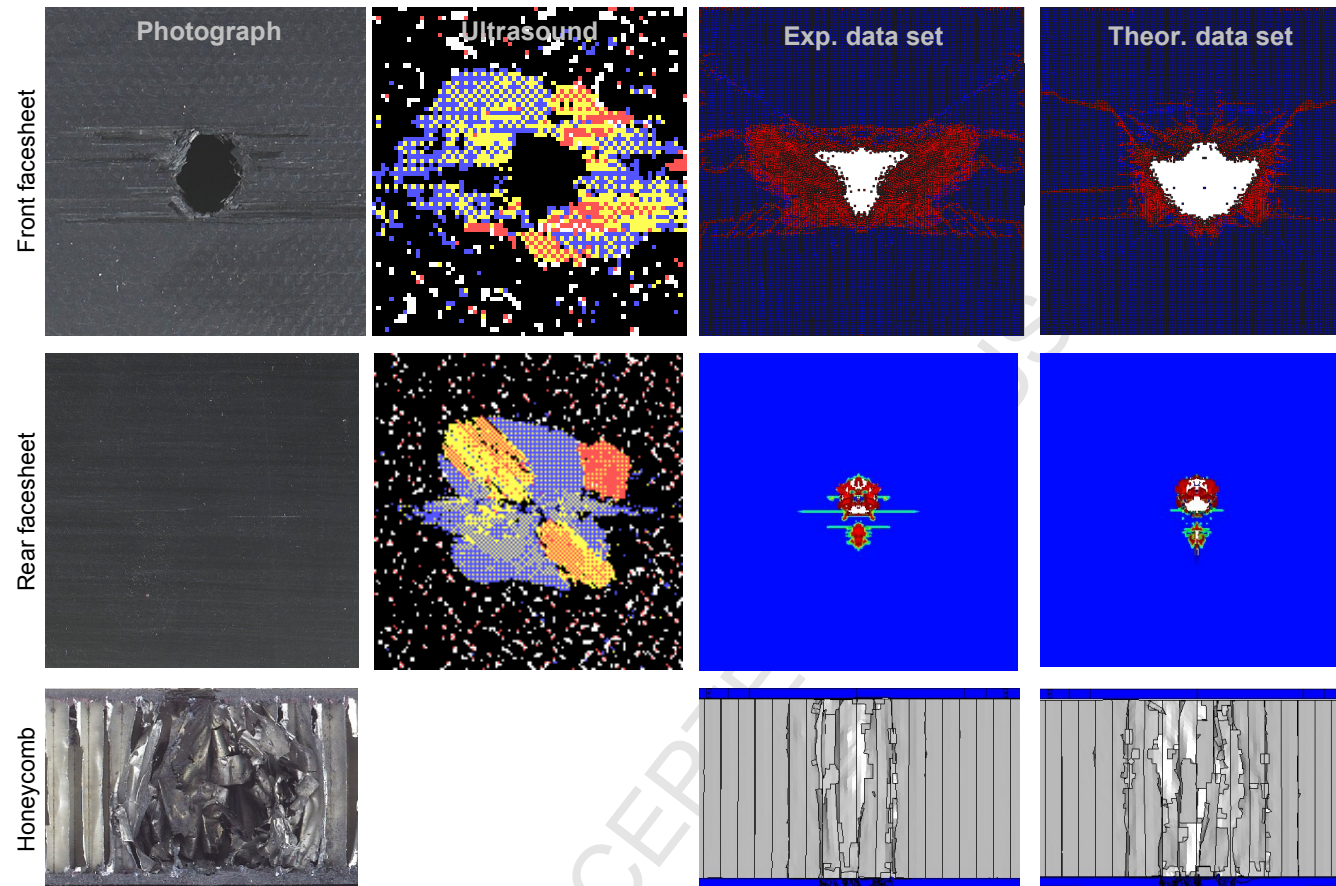 Photograph
Ultrasound
Exp. data set
Theor. data set
Front facesheet
Rear facesheet
Honeycomb